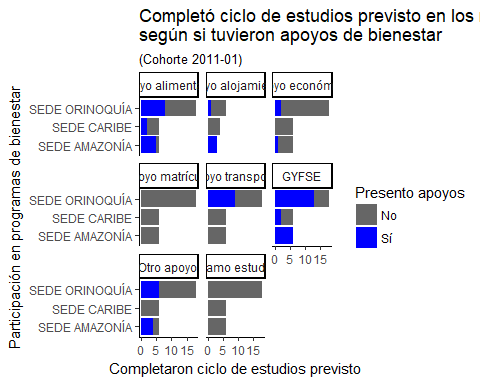 Completó ciclo de estudios previsto en los
según si tuvieron apoyos de bienestar
(Cohorte 2011-01)
Participación en programas de bienestar
yo aliment
yo alojamie
yo económ
SEDE ORINOQUÍA
SEDE CARIBE
SEDE AMAZONÍA
oyo matrícu
oyo transpo
GYFSE
SEDE ORINOQUÍA
SEDE CARIBE
SEDE AMAZONÍA
0 5 10 15
Otro apoyo
amo estud
SEDE ORINOQUÍA
SEDE CARIBE
SEDE AMAZONÍA
0 5 10 15
0 5 10 15
Completaron ciclo de estudios previsto
Presento apoyos
No
Sí